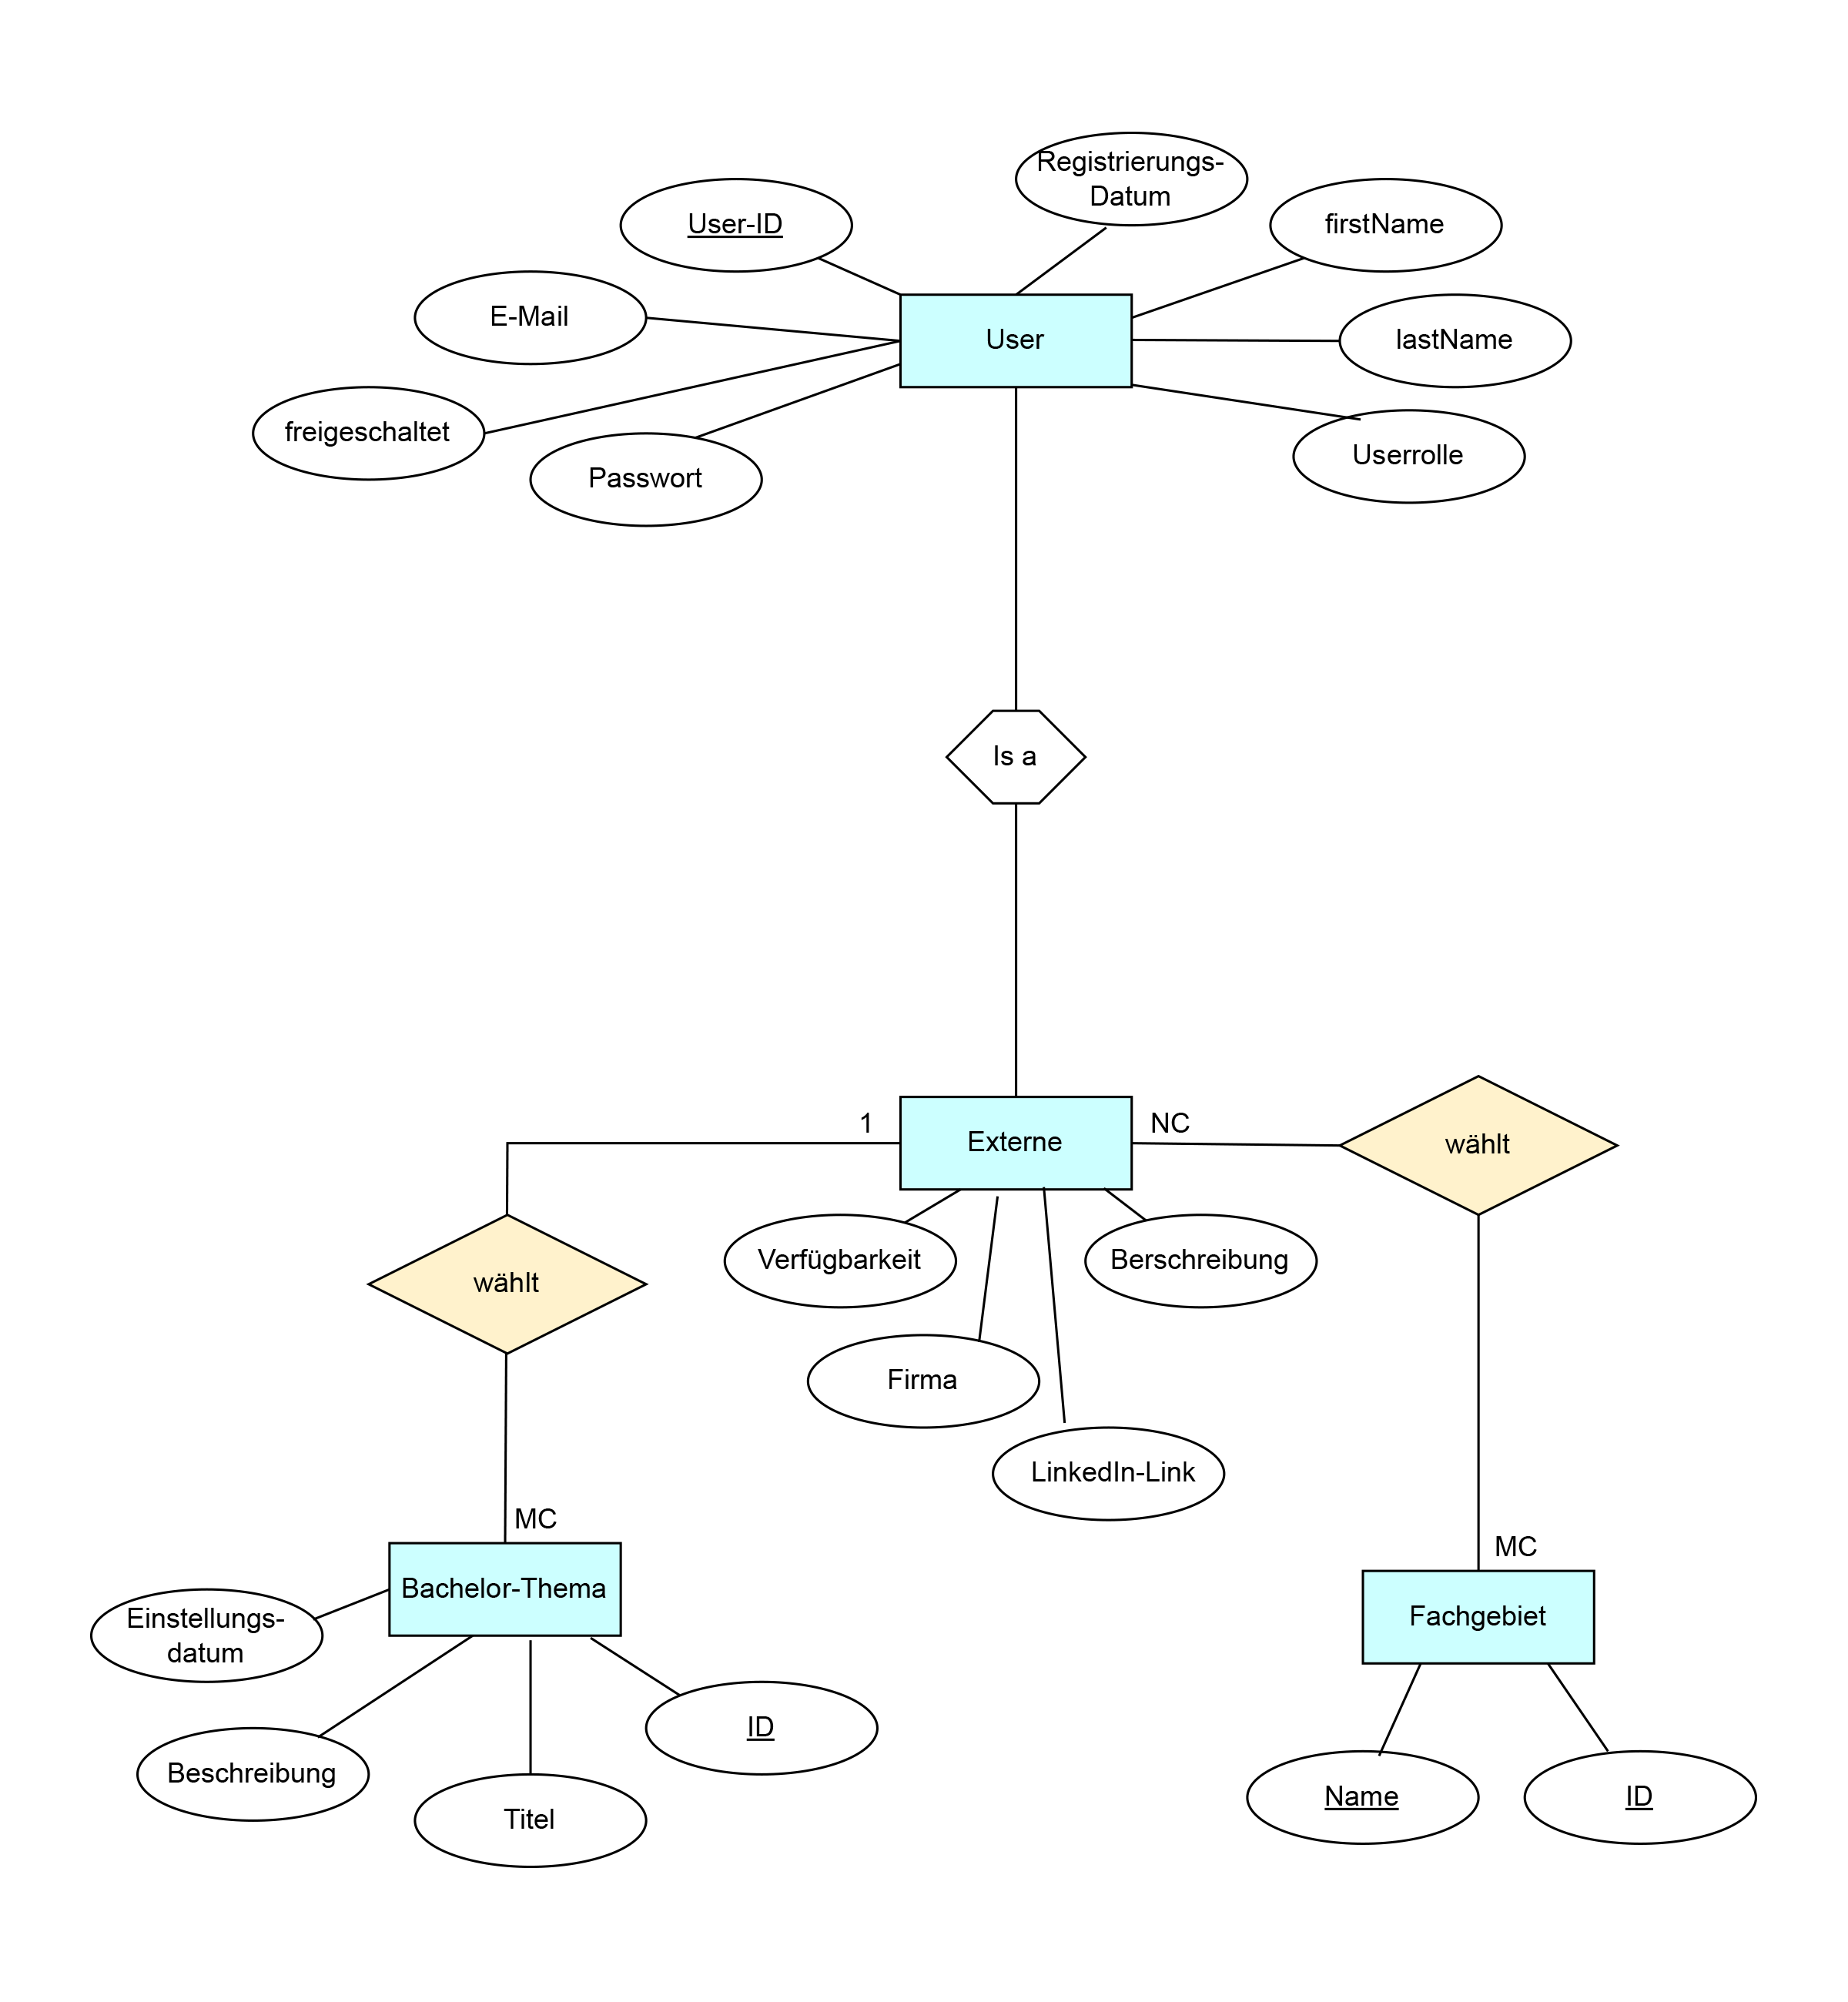 Registrierungs-
Datum
User-ID
firstName
E-Mail
User
lastName
freigeschaltet
Userrolle
Passwort
Is a
1
Externe
NC
wählt
Verfügbarkeit
Berschreibung
wählt
Firma
LinkedIn-Link
MC
MC
Bachelor-Thema
Fachgebiet
Einstellungs-
datum
ID
Beschreibung
Name
ID
Titel